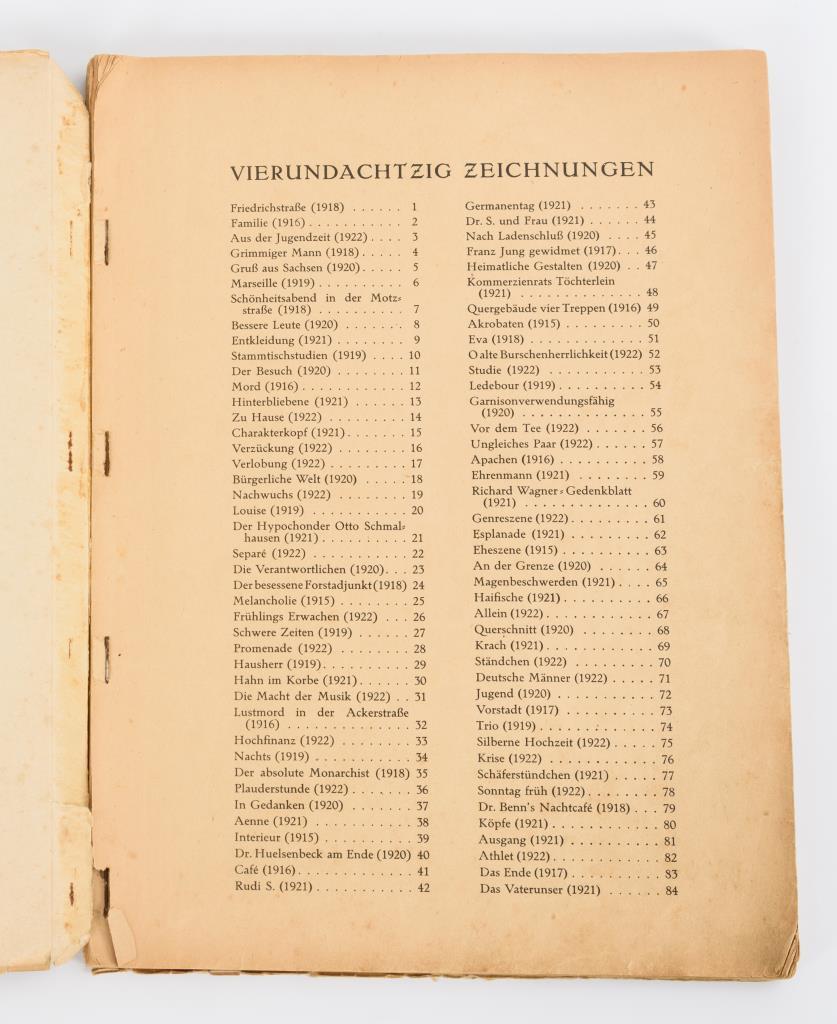 VIERUNDACHTZIG ZEICHNUNGEN
Friedrichstraße (1918) . . . . . . 1
Familie (1916) . . . . . . . . . . . 2
Aus der Jugendzeit (1922) . . . . 3
Grimmiger Mann (1918) . . . . . 4
Gruß aus Sachsen (1920) . . . . . 5
Marseille (1919) . . . . . . . . . . 6
Schönheitsabend in der Motz-
straße (1918) . . . . . . . . . . 7
Bessere Leute (1920) . . . . . . . 8
Entkleidung (1921) . . . . . . . . 9
Stammtischstudien (1919) . . . . 10
Der Besuch (1920) . . . . . . . . 11
Mord (1916) . . . . . . . . . . . . 12
Hinterbliebene (1921) . . . . . . 13
Zu Hause (1922) . . . . . . . . . 14
Charakterkopf (1921) . . . . . . . 15
Verzückung (1922) . . . . . . . . 16
Verlobung (1922) . . . . . . . . . 17
Bürgerliche Welt (1920) . . . . . 18
Nachwuchs (1922) . . . . . . . . 19
Louise (1919) . . . . . . . . . . . 20
Der Hypochonder Otto Schmal-
hausen (1921) . . . . . . . . . . 21
Separé (1922) . . . . . . . . . . . 22
Die Verantwortlichen (1920) . . . 23
Der besessene Forstadjunkt (1918) 24
Melancholie (1915) . . . . . . . . 25
Frühlings Erwachen (1922) . . . 26
Schwere Zeiten (1919) . . . . . . 27
Promenade (1922) . . . . . . . . 28
Hausherr (1919) . . . . . . . . . . 29
Hahn im Korbe (1921) . . . . . . 30
Die Macht der Musik (1922) . . 31
Lustmord in der Ackerstraße
(1916) . . . . . . . . . . . . . . 32
Hochfinanz (1922) . . . . . . . . 33
Nachts (1919) . . . . . . . . . . . 34
Der absolute Monarchist (1918) 35
Plauderstunde (1922) . . . . . . . 36
In Gedanken (1920) . . . . . . . 37
Aenne (1921) . . . . . . . . . . . 38
Interieur (1915) . . . . . . . . . . 39
Dr. Huelsenbeck am Ende (1920) 40
Café (1916) . . . . . . . . . . . . . 41
Rudi S. (1921) . . . . . . . . . . . 42
Germanentag (1921) . . . . . . . 43
Dr. S. und Frau (1921) . . . . . . 44
Nach Ladenschluß (1920) . . . . 45
Franz Jung gewidmet (1917) . . . 46
Heimatliche Gestalten (1920) . . 47
Kommerzienrats Töchterlein
(1921) . . . . . . . . . . . . . . 48
Quergebäude vier Treppen (1916) 49
Akrobaten (1915) . . . . . . . . . 50
Eva (1918) . . . . . . . . . . . . . 51
O alte Burschenherrlichkeit (1922) 52
Studie (1922) . . . . . . . . . . . 53
Ledebour (1919) . . . . . . . . . . 54
Garnisonverwendungsfähig
(1920) . . . . . . . . . . . . . . 55
Vor dem Tee (1922) . . . . . . . 56
Ungleiches Paar (1922) . . . . . . 57
Apachen (1916) . . . . . . . . . . 58
Ehrenmann (1921) . . . . . . . . 59
Richard Wagner-Gedenkblatt
(1921) . . . . . . . . . . . . . . 60
Genreszene (1922) . . . . . . . . . 61
Esplanade (1921) . . . . . . . . . 62
Eheszene (1915) . . . . . . . . . . 63
An der Grenze (1920) . . . . . . 64
Magenbeschwerden (1921) . . . . 65
Haifische (1921) . . . . . . . . . . 66
Allein (1922) . . . . . . . . . . . . 67
Querschnitt (1920) . . . . . . . . 68
Krach (1921) . . . . . . . . . . . . 69
Ständchen (1922) . . . . . . . . . 70
Deutsche Männer (1922) . . . . . 71
Jugend (1920) . . . . . . . . . . . 72
Vorstadt (1917) . . . . . . . . . . 73
Trio (1919) . . . . . . . . . . . . . 74
Silberne Hochzeit (1922) . . . . . 75
Krise (1922) . . . . . . . . . . . . 76
Schäferstündchen (1921) . . . . . 77
Sonntag früh (1922) . . . . . . . . 78
Dr. Benn's Nachtcafé (1918) . . . 79
Köpfe (1921) . . . . . . . . . . . . 80
Ausgang (1921) . . . . . . . . . . 81
Athlet (1922) . . . . . . . . . . . . 82
Das Ende (1917) . . . . . . . . . . 83
Das Vaterunser (1921) . . . . . . 84